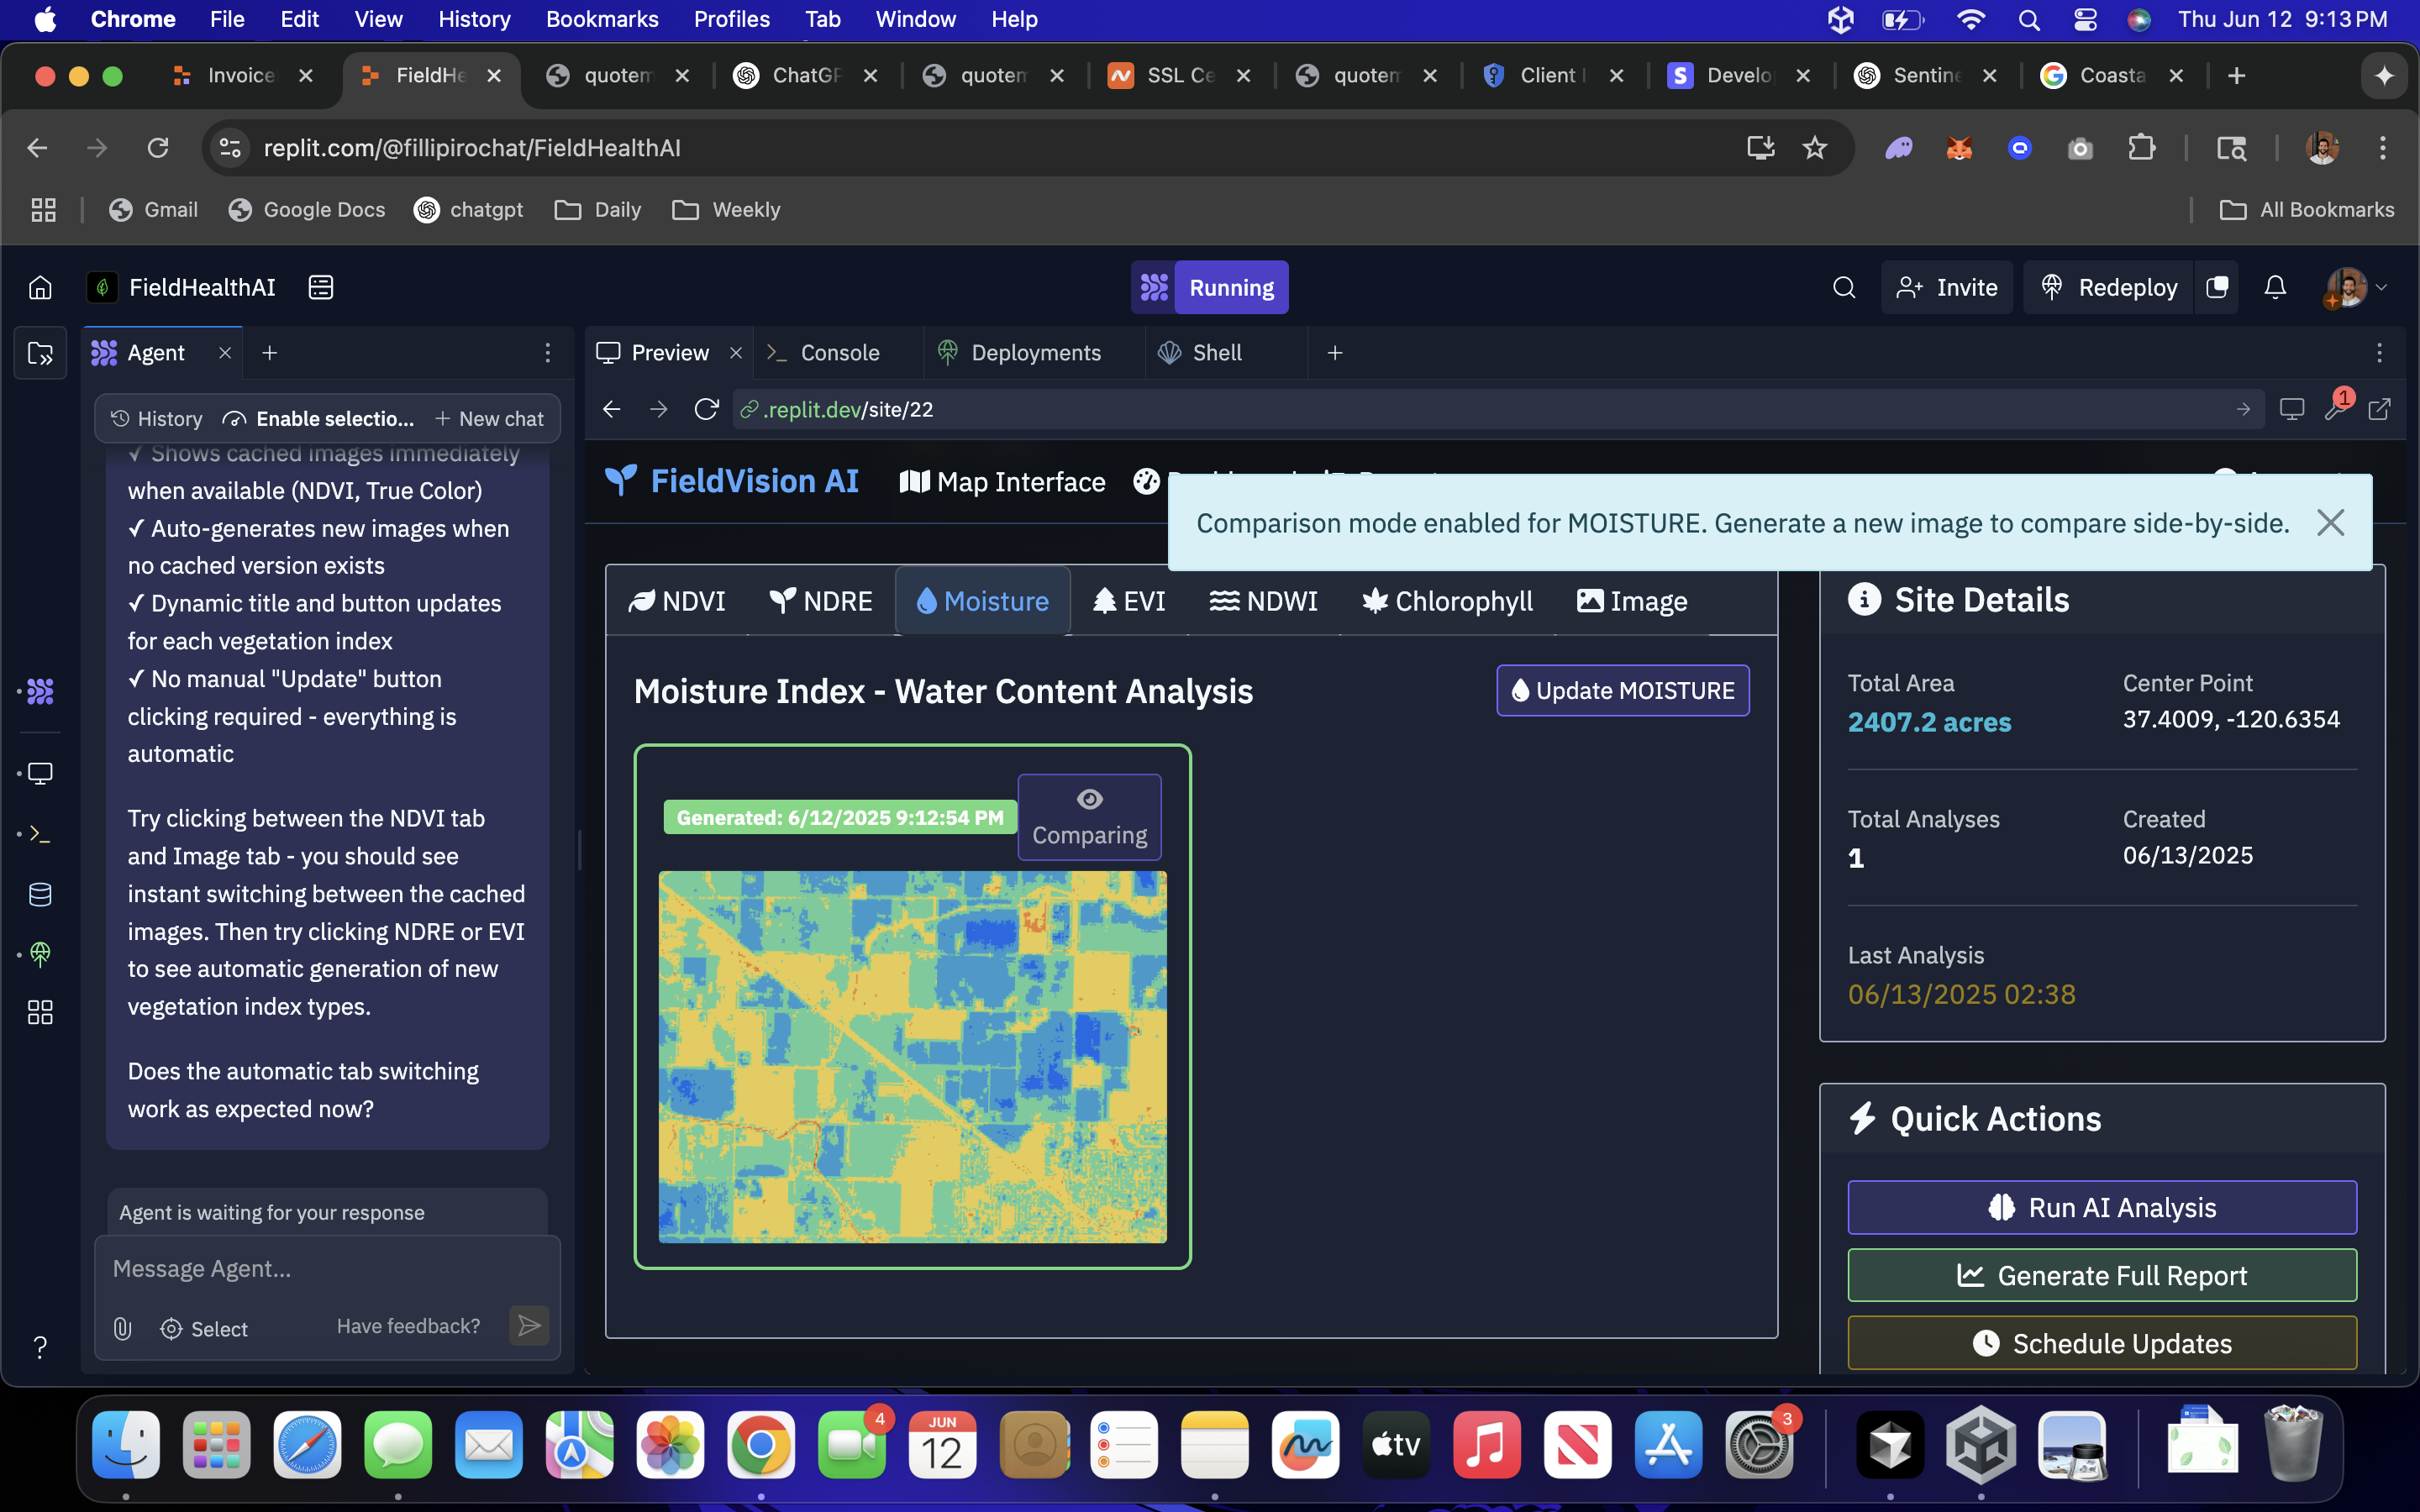 Chrome File Edit View History Bookmarks Profiles Tab Window Help Thu Jun 12 9:13 PM
Invoice FieldHe quotem ChatGP quotem SSL Ce quotem Client Develo Sentine Coasta
replit.com/@fillipirochat/FieldHealthAI
Gmail Google Docs chatgpt Daily Weekly All Bookmarks
FieldHealthAI Running Invite Redeploy
Agent Preview Console Deployments Shell
History Enable selectio... New chat
.replit.dev/site/22 1
✓ Shows cached images immediately
when available (NDVI, True Color)
✓ Auto-generates new images when
no cached version exists
✓ Dynamic title and button updates
for each vegetation index
✓ No manual "Update" button
clicking required - everything is
automatic
Try clicking between the NDVI tab
and Image tab - you should see
instant switching between the cached
images. Then try clicking NDRE or EVI
to see automatic generation of new
vegetation index types.
Does the automatic tab switching
work as expected now?
Agent is waiting for your response
Message Agent...
Select Have feedback?
FieldVision AI Map Interface
Comparison mode enabled for MOISTURE. Generate a new image to compare side-by-side.
NDVI NDRE Moisture EVI NDWI Chlorophyll Image
Moisture Index - Water Content Analysis Update MOISTURE
Generated: 6/12/2025 9:12:54 PM
Comparing
Site Details
Total Area Center Point
2407.2 acres 37.4009, -120.6354
Total Analyses Created
1 06/13/2025
Last Analysis
06/13/2025 02:38
Quick Actions
Run AI Analysis
Generate Full Report
Schedule Updates
4 JUN 12 tv 3